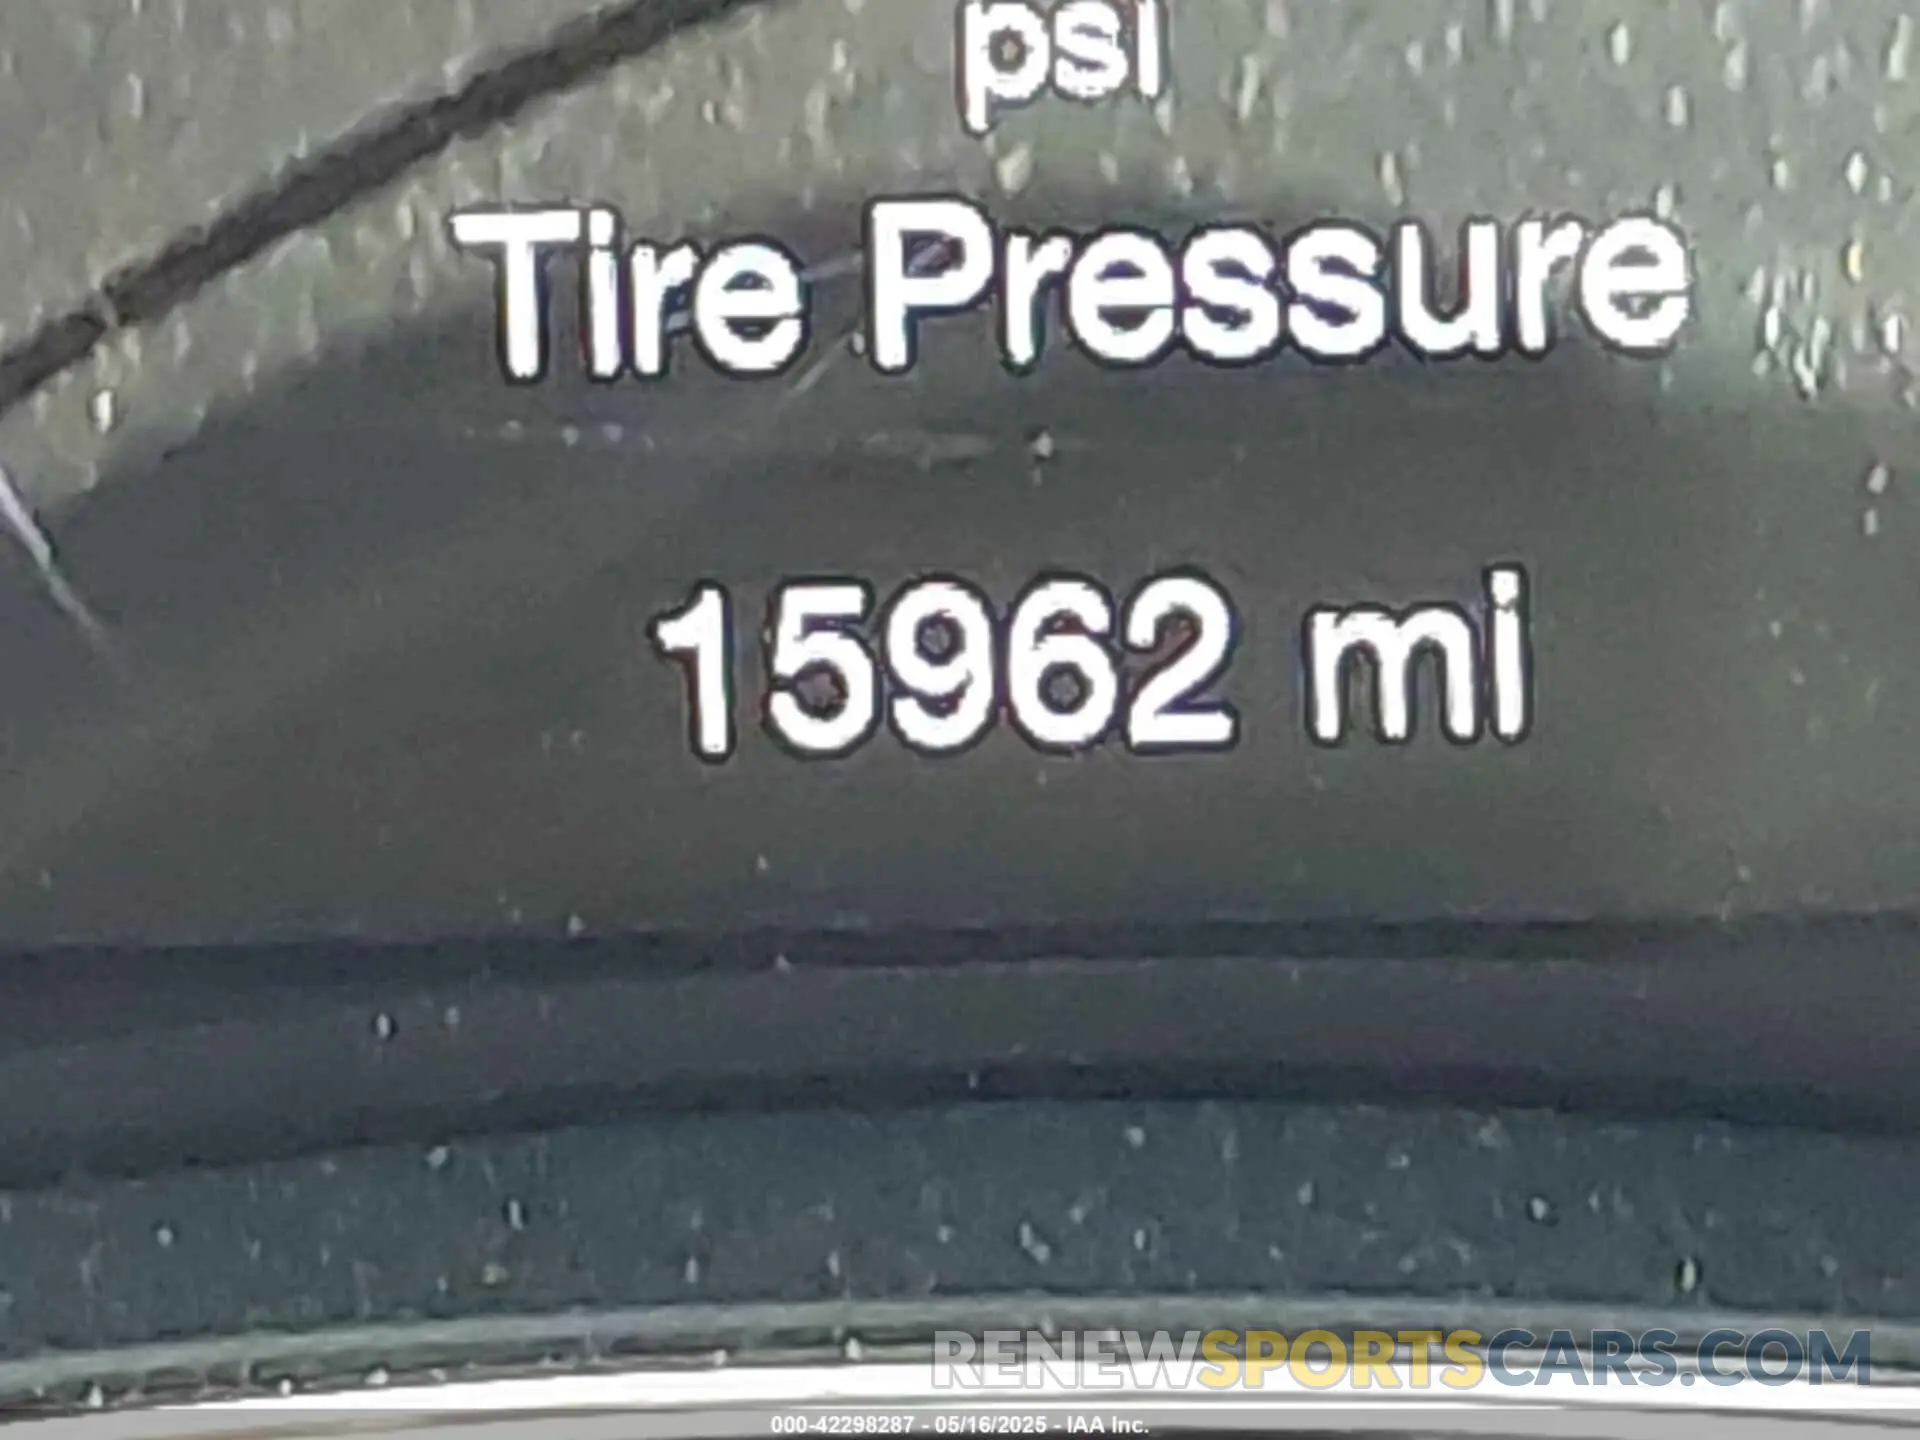 psi
Tire Pressure
15962 mi
RENEWSPORTSCARS.COM
000-42298287 - 05/16/2025 - IAA Inc.